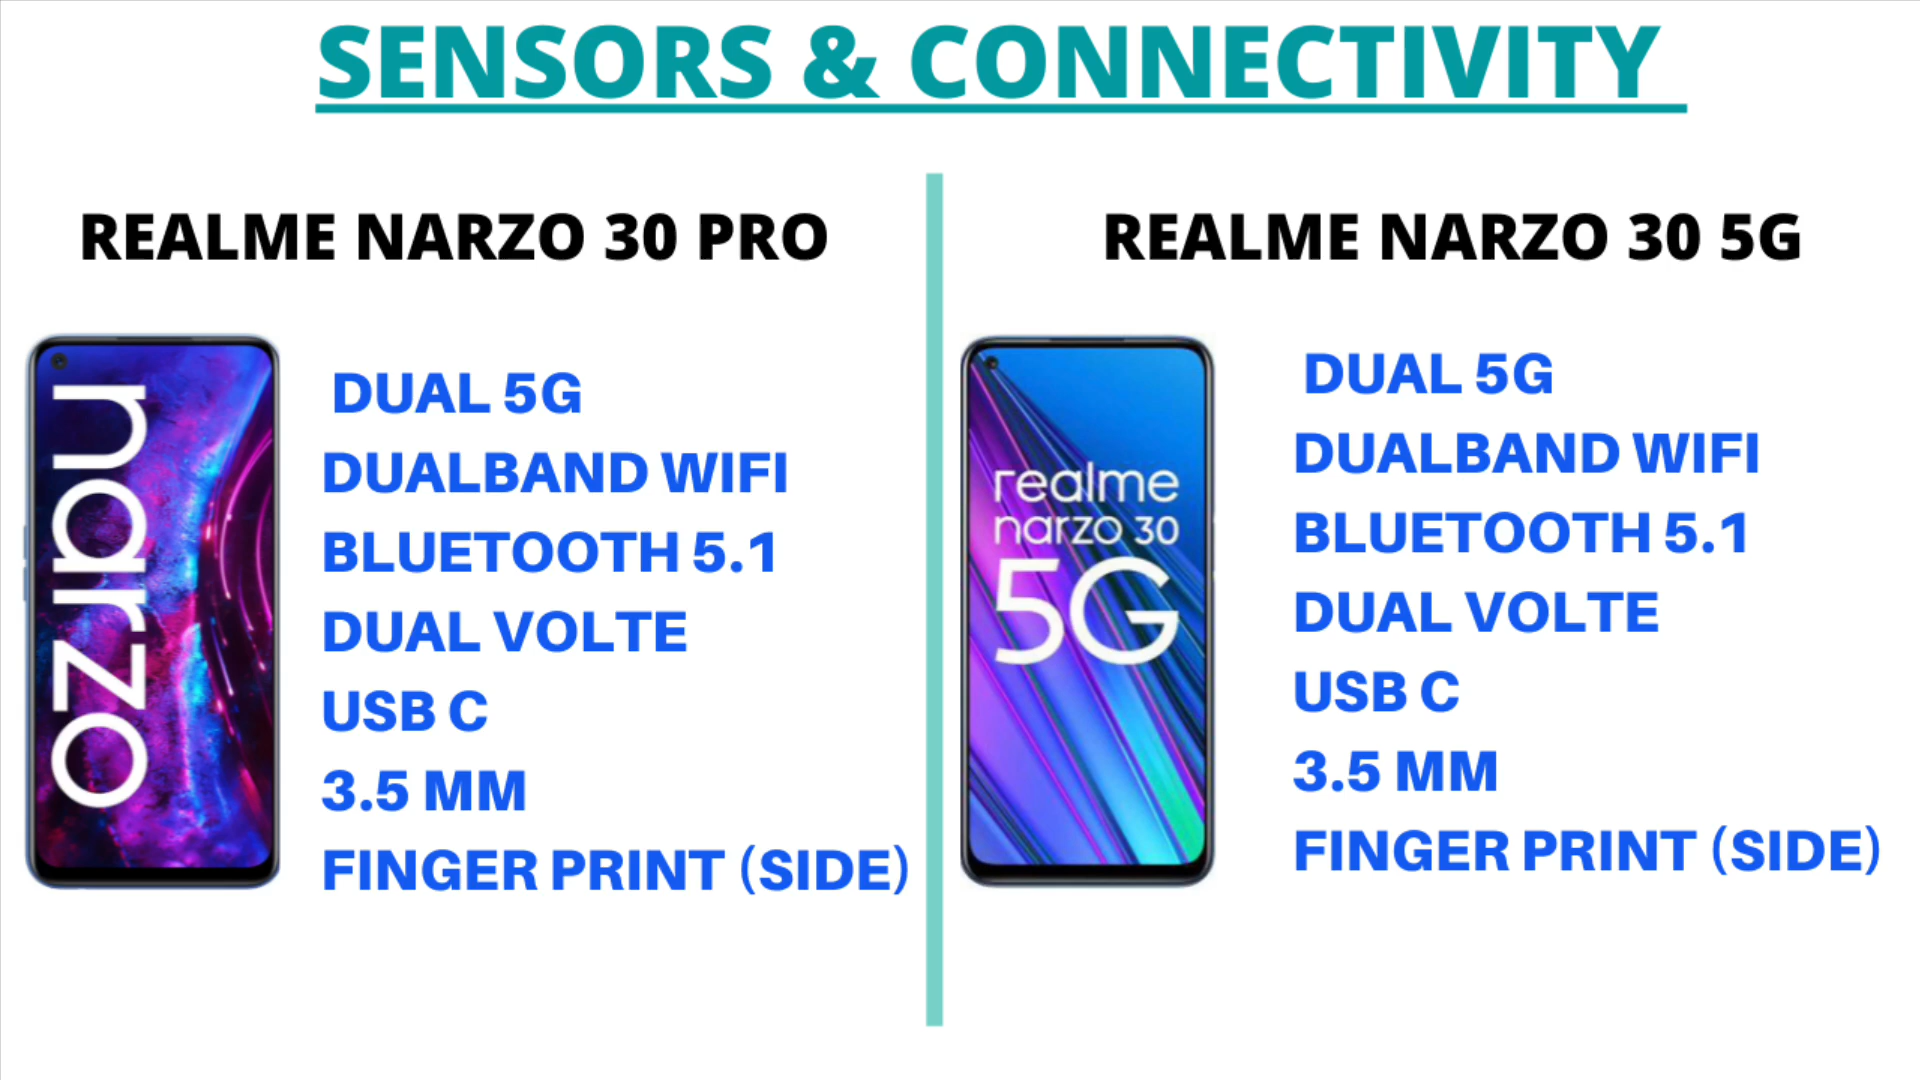 SENSORS & CONNECTIVITY
REALME NARZO 30 PRO
narzo
DUAL 5G
DUALBAND WIFI
BLUETOOTH 5.1
DUAL VOLTE
USB C
3.5 MM
FINGER PRINT (SIDE)
REALME NARZO 30 5G
realme
narzo 30
5G
DUAL 5G
DUALBAND WIFI
BLUETOOTH 5.1
DUAL VOLTE
USB C
3.5 MM
FINGER PRINT (SIDE)